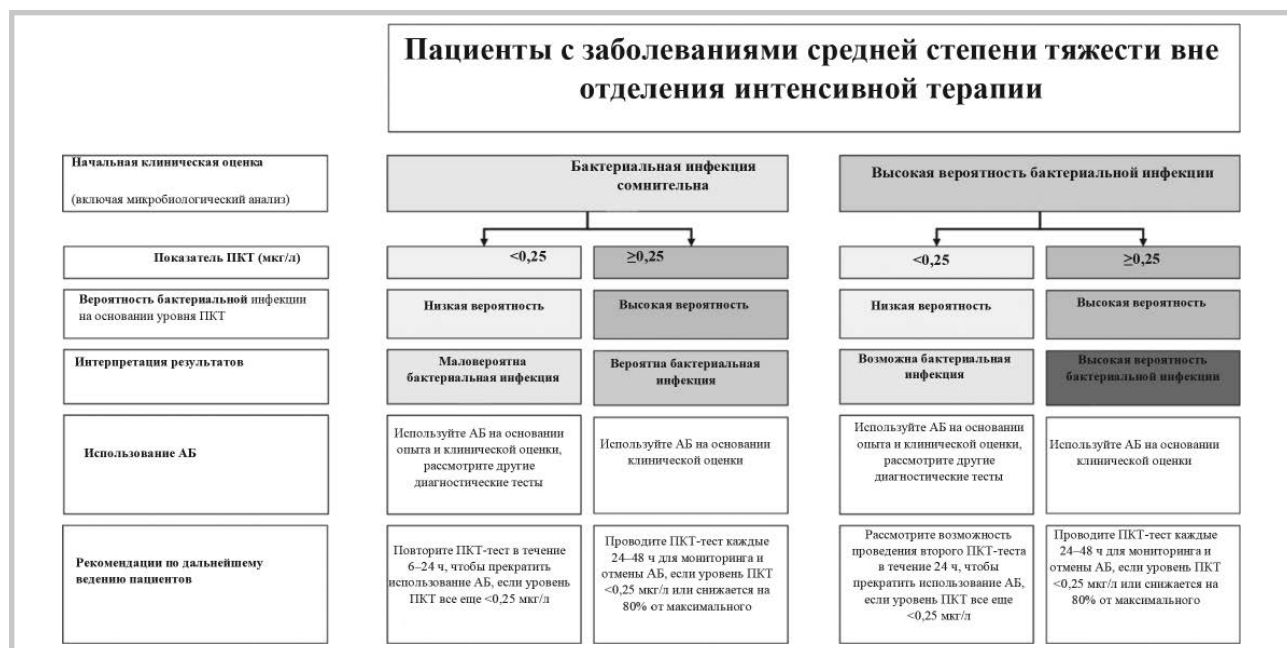 Пациенты с заболеваниями средней степени тяжести вне
отделения интенсивной терапии
Начальная клиническая оценка
(включая микробиологический анализ)
Бактериальная инфекция
сомнительна
Высокая вероятность бактериальной инфекции
Показатель ПКТ (мкг/л)
<0,25
≥0,25
<0,25
≥0,25
Вероятность бактериальной инфекции
на основании уровня ПКТ
Низкая вероятность
Высокая вероятность
Низкая вероятность
Высокая вероятность
Интерпретация результатов
Маловероятна
бактериальная инфекция
Вероятна бактериальная
инфекция
Возможна бактериальная
инфекция
Высокая вероятность
бактериальной инфекции
Использование АБ
Используйте АБ на основании
опыта и клинической оценки,
рассмотрите другие
диагностические тесты
Используйте АБ на основании
клинической оценки
Используйте АБ на основании
опыта и клинической оценки,
рассмотрите другие
диагностические тесты
Используйте АБ на основании
клинической оценки
Рекомендации по дальнейшему
ведению пациентов
Повторите ПКТ-тест в течение
6–24 ч, чтобы прекратить
использование АБ, если уровень
ПКТ все еще <0,25 мкг/л
Проводите ПКТ-тест каждые
24–48 ч для мониторинга и
отмены АБ, если уровень ПКТ
<0,25 мкг/л или снижается на
80% от максимального
Рассмотрите возможность
проведения второго ПКТ-теста
в течение 24 ч, чтобы
прекратить использование АБ,
если уровень ПКТ все еще
<0,25 мкг/л
Проводите ПКТ-тест каждые
24–48 ч для мониторинга и
отмены АБ, если уровень ПКТ
<0,25 мкг/л или снижается на
80% от максимального